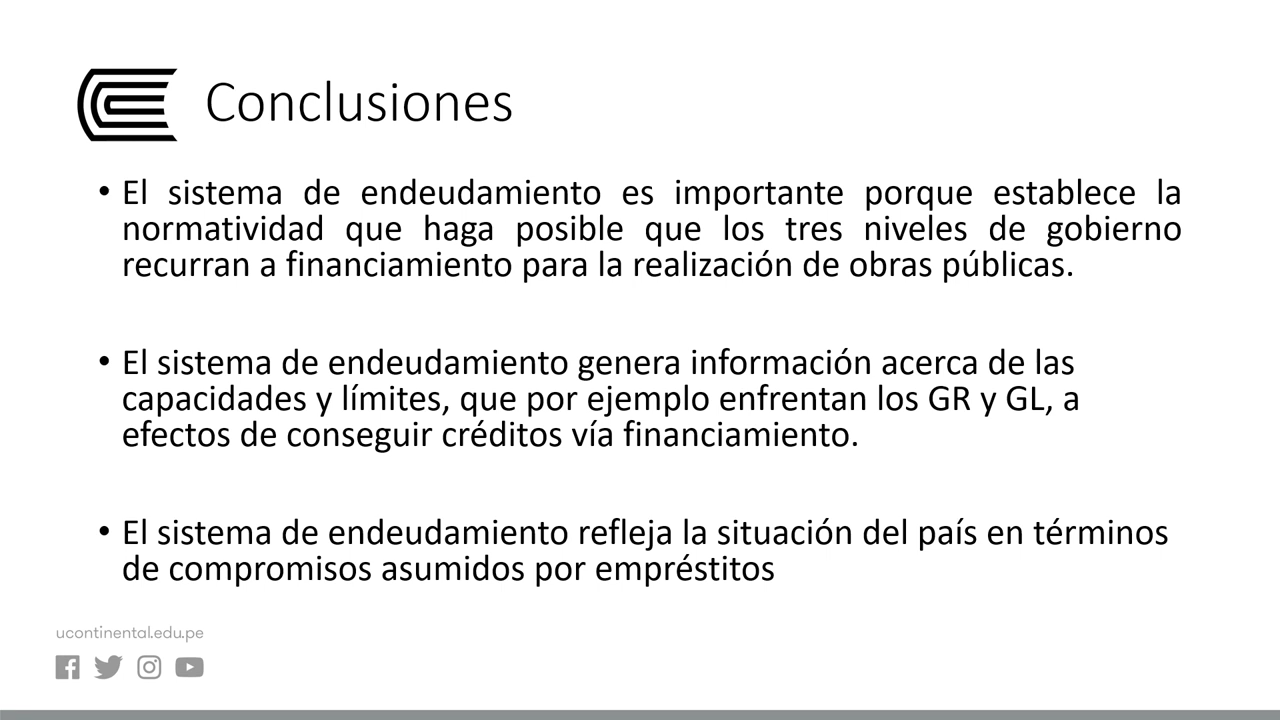 Conclusiones
• El sistema de endeudamiento es importante porque establece la
normatividad que haga posible que los tres niveles de gobierno
recurran a financiamiento para la realización de obras públicas.
• El sistema de endeudamiento genera información acerca de las
capacidades y límites, que por ejemplo enfrentan los GR y GL, a
efectos de conseguir créditos vía financiamiento.
• El sistema de endeudamiento refleja la situación del país en términos
de compromisos asumidos por empréstitos
ucontinental.edu.pe